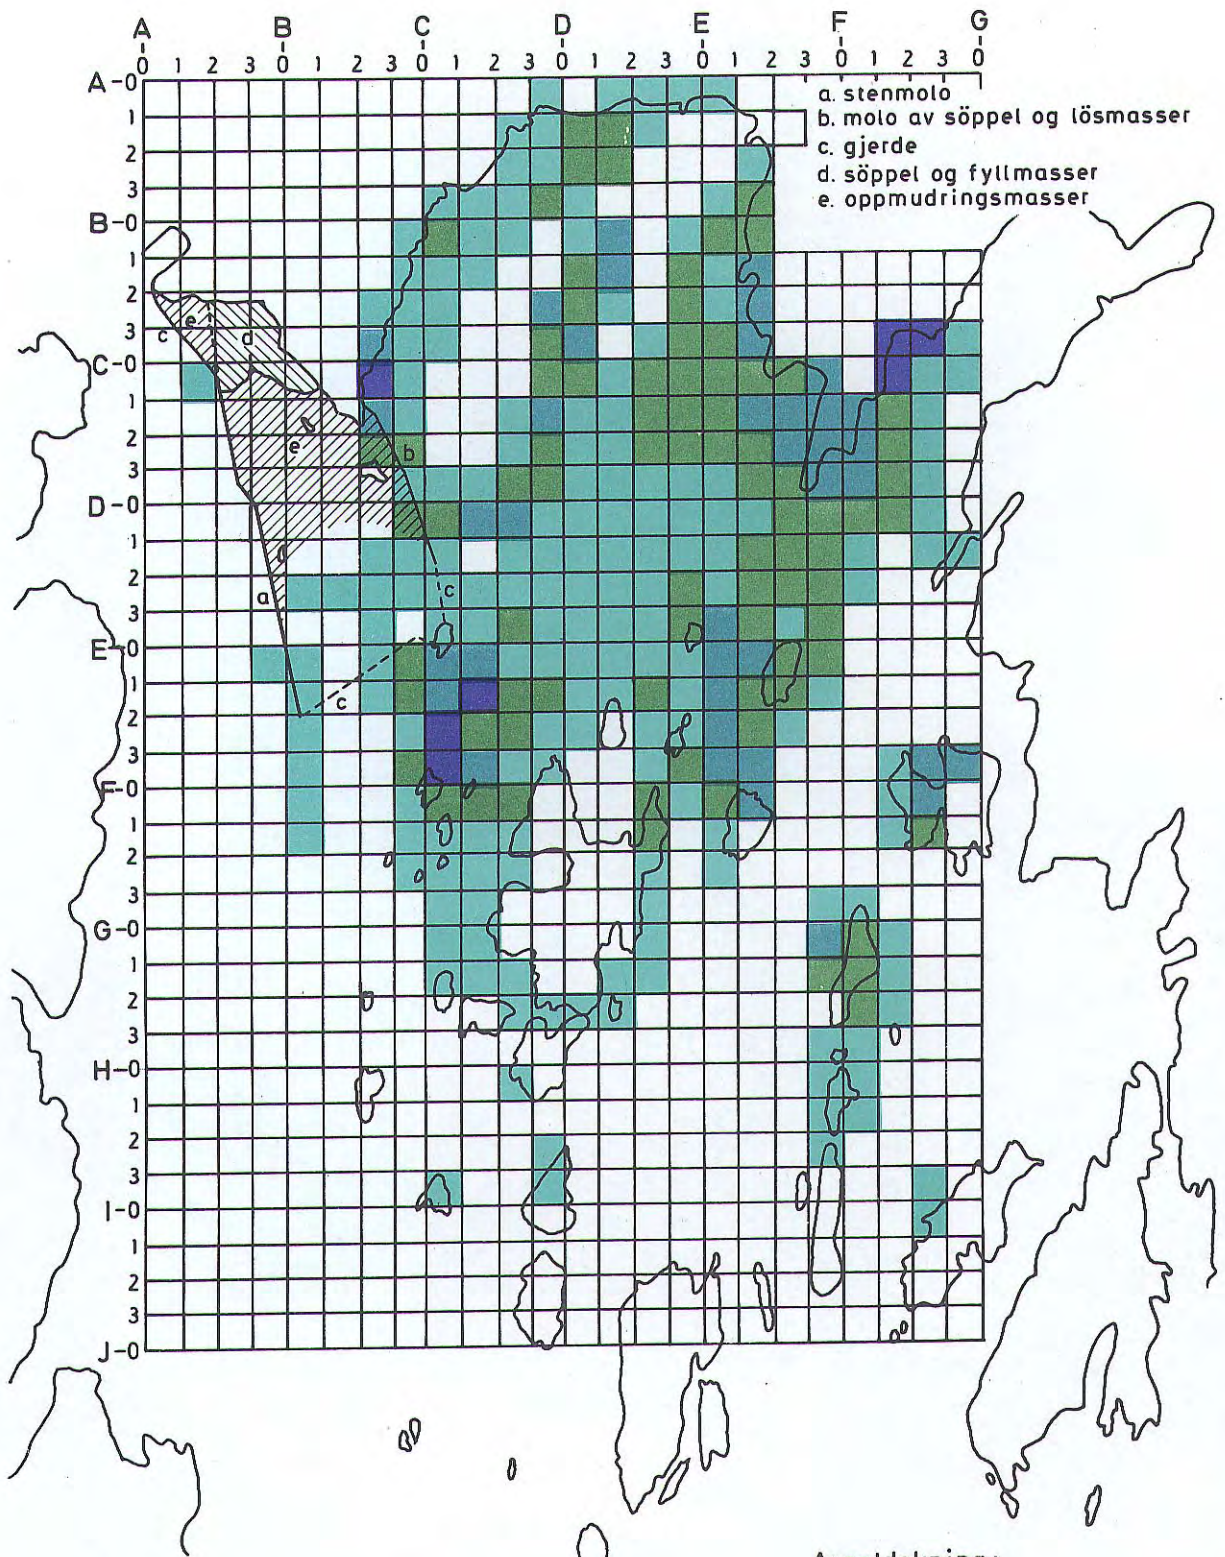 A B C D E F G
0 1 2 3 0 1 2 3 0 1 2 3 0 1 2 3 0 1 2 3 0 1 2 3 0
A-0
a. stenmolo
1
b. molo av söppel og lösmasser
2
c. gjerde
d. söppel og fyllmasser
3
e. oppmudringsmasser
B-0
1
2
e
3
c
d
C-0
1
2
e
b
3
D-0
1
2
c
a
3
E-0
1
c
2
3
F-0
1
2
3
G-0
1
2
3
H-0
1
2
3
I-0
1
2
3
J-0